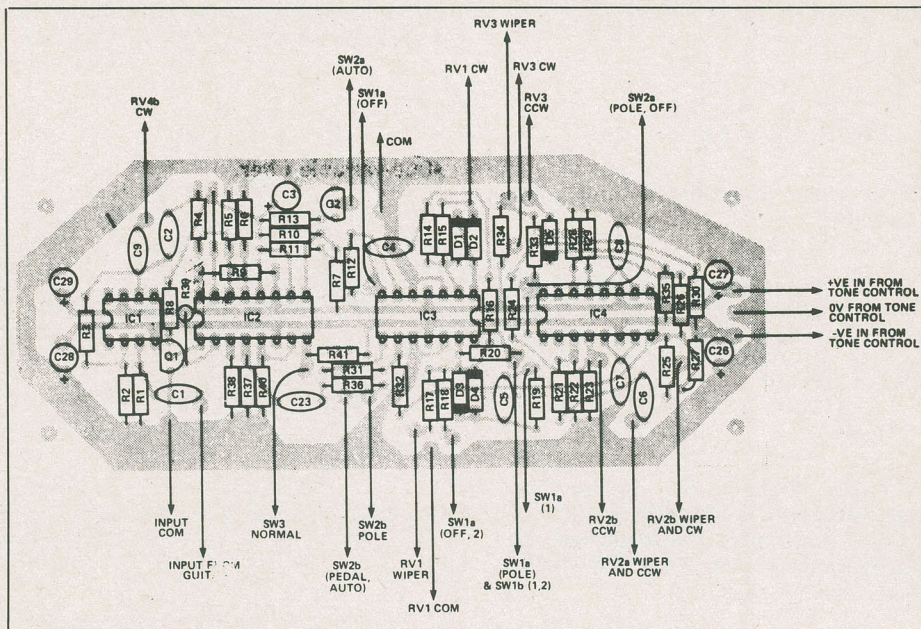 RV3 WIPER
SW2a
(AUTO)
RV1 CW
RV3 CW
SW1a
(OFF)
RV3
CCW
SW2a
(POLE, OFF)
RV4b
CW
COM
C3
Q2
C9
C2
R4
R5
R6
R13
R10
R11
R7
R12
C4
R14
R15
D1
D2
R34
R33
D5
R28
R29
C8
C29
R9
R39
R8
R3
IC1
IC2
IC3
R16
R24
IC4
R35
R26
R30
C27
+VE IN FROM
TONE CONTROL
0V FROM TONE
CONTROL
-VE IN FROM
TONE CONTROL
C28
Q1
R41
R31
R36
R20
R25
R27
C26
R2
R1
C1
R38
R37
R40
C23
R32
R17
R18
D3
D4
C5
R19
R21
R22
R23
C7
C6
INPUT
COM
INPUT FROM
SW3
NORMAL
SW2b
(PEDAL,
AUTO)
SW2b
POLE
RV1
WIPER
RV1 COM
SW1a
(OFF, 2)
SW1a
(POLE)
& SW1b (1,2)
SW1a
(1)
RV2b
CCW
RV2a WIPER
AND CCW
RV2b WIPER
AND CW